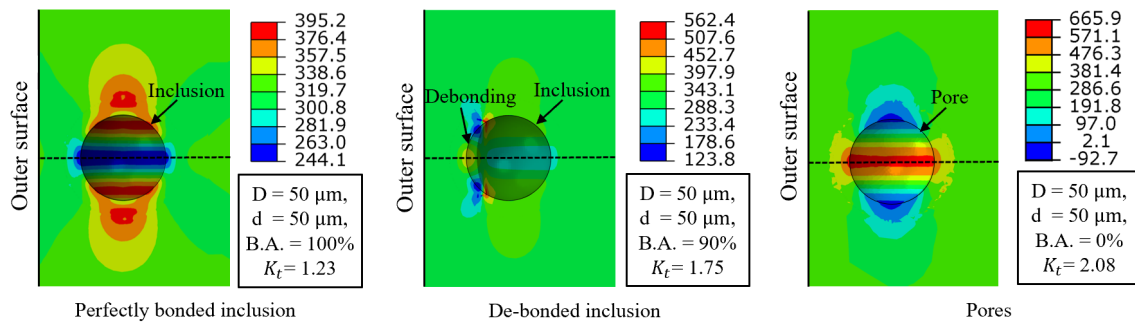 Outer surface
Inclusion
395.2
376.4
357.5
338.6
319.7
300.8
281.9
263.0
244.1
D = 50 μm,
d = 50 μm,
B.A. = 100%
Kₜ= 1.23
Perfectly bonded inclusion
Outer surface
Debonding
Inclusion
562.4
507.6
452.7
397.9
343.1
288.3
233.4
178.6
123.8
D = 50 μm,
d = 50 μm,
B.A. = 90%
Kₜ= 1.75
De-bonded inclusion
Outer surface
Pore
665.9
571.1
476.3
381.4
286.6
191.8
97.0
2.1
-92.7
D = 50 μm,
d = 50 μm,
B.A. = 0%
Kₜ= 2.08
Pores